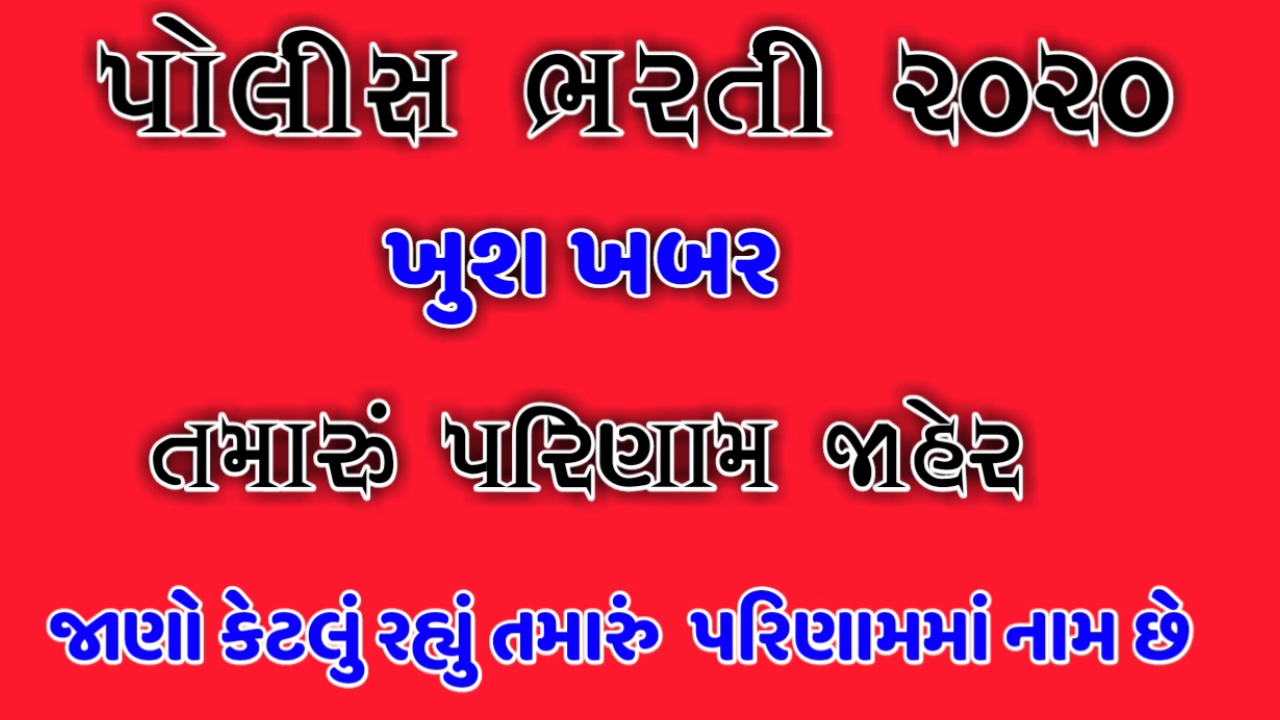 પોલીસ ભરતી ૨૦૨૦
ખુશ ખબર
તમારું પરિણામ જાહેર
જાણો કેટલું રહ્યું તમારું પરિણામમાં નામ છે